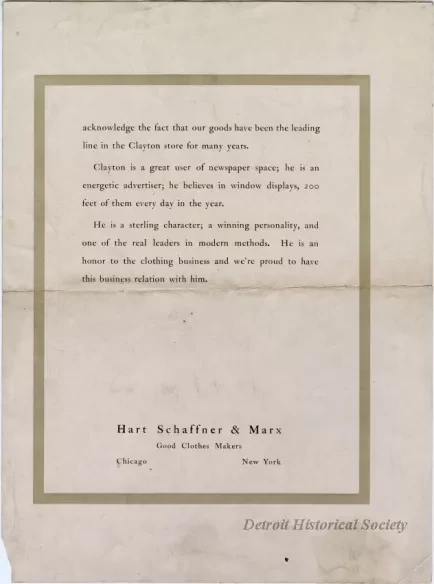 acknowledge the fact that our goods have been the leading
line in the Clayton store for many years.
Clayton is a great user of newspaper space; he is an
energetic advertiser; he believes in window displays, 200
feet of them every day in the year.
He is a sterling character; a winning personality, and
one of the real leaders in modern methods. He is an
honor to the clothing business and we're proud to have
this business relation with him.
Hart Schaffner & Marx
Good Clothes Makers
Chicago New York
Detroit Historical Society